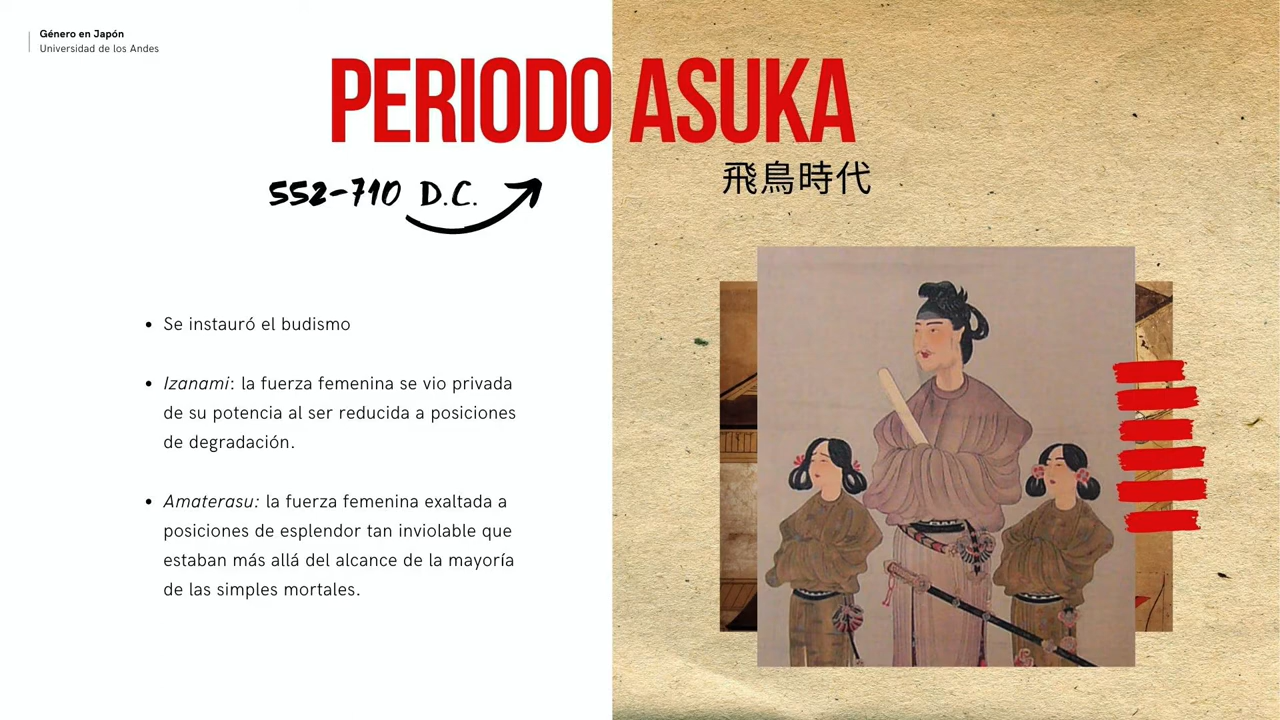 Género en Japón
Universidad de los Andes
PERIODO ASUKA
飛鳥時代
552-710 D.C.
• Se instauró el budismo
• Izanami: la fuerza femenina se vio privada
de su potencia al ser reducida a posiciones
de degradación.
• Amaterasu: la fuerza femenina exaltada a
posiciones de esplendor tan inviolable que
estaban más allá del alcance de la mayoría
de las simples mortales.